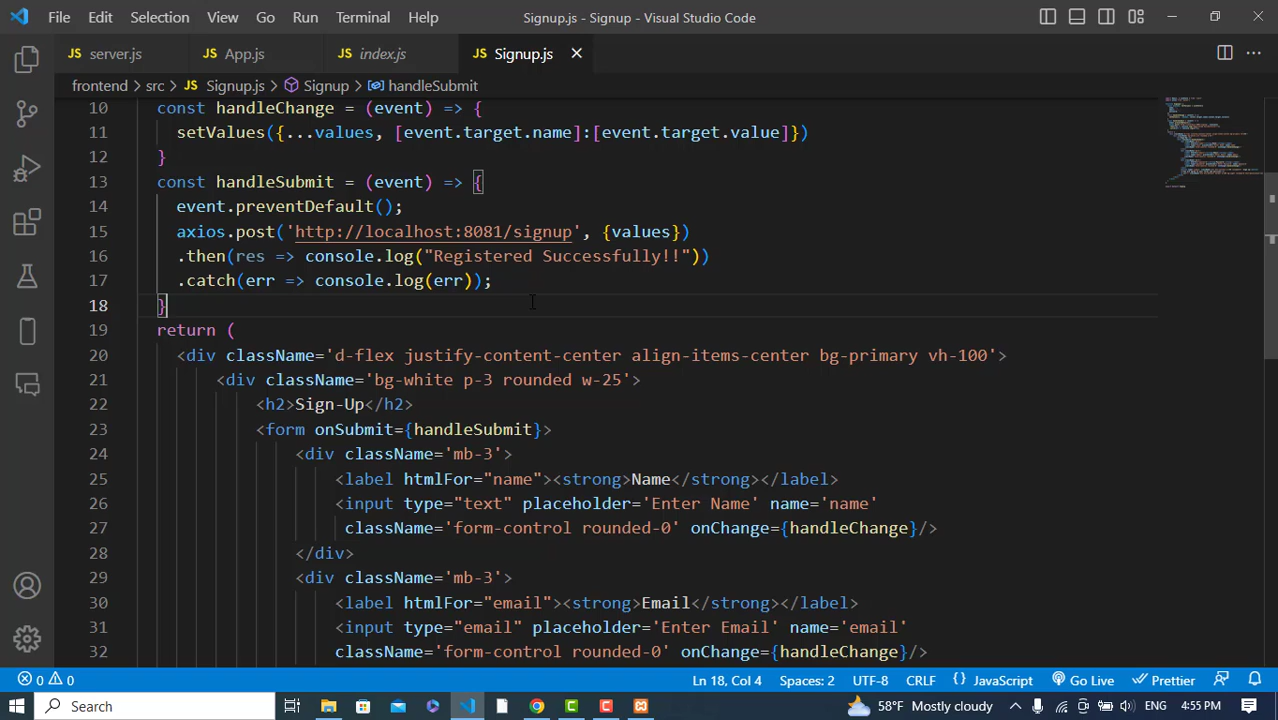 File Edit Selection View Go Run Terminal Help Signup.js - Signup - Visual Studio Code
JS server.js JS App.js JS index.js JS Signup.js
frontend > src > JS Signup.js > Signup > handleSubmit
10 const handleChange = (event) => {
11 setValues({...values, [event.target.name]:[event.target.value]})
12 }
13 const handleSubmit = (event) => {
14 event.preventDefault();
15 axios.post('http://localhost:8081/signup', {values})
16 .then(res => console.log("Registered Successfully!!"))
17 .catch(err => console.log(err));
18 }
19 return (
20 <div className='d-flex justify-content-center align-items-center bg-primary vh-100'>
21 <div className='bg-white p-3 rounded w-25'>
22 <h2>Sign-Up</h2>
23 <form onSubmit={handleSubmit}>
24 <div className='mb-3'>
25 <label htmlFor="name"><strong>Name</strong></label>
26 <input type="text" placeholder='Enter Name' name='name'
27 className='form-control rounded-0' onChange={handleChange}/>
28 </div>
29 <div className='mb-3'>
30 <label htmlFor="email"><strong>Email</strong></label>
31 <input type="email" placeholder='Enter Email' name='email'
32 className='form-control rounded-0' onChange={handleChange}/>
0 0 Ln 18, Col 4 Spaces: 2 UTF-8 CRLF {} JavaScript Go Live Prettier
Search 58°F Mostly cloudy ENG 4:55 PM